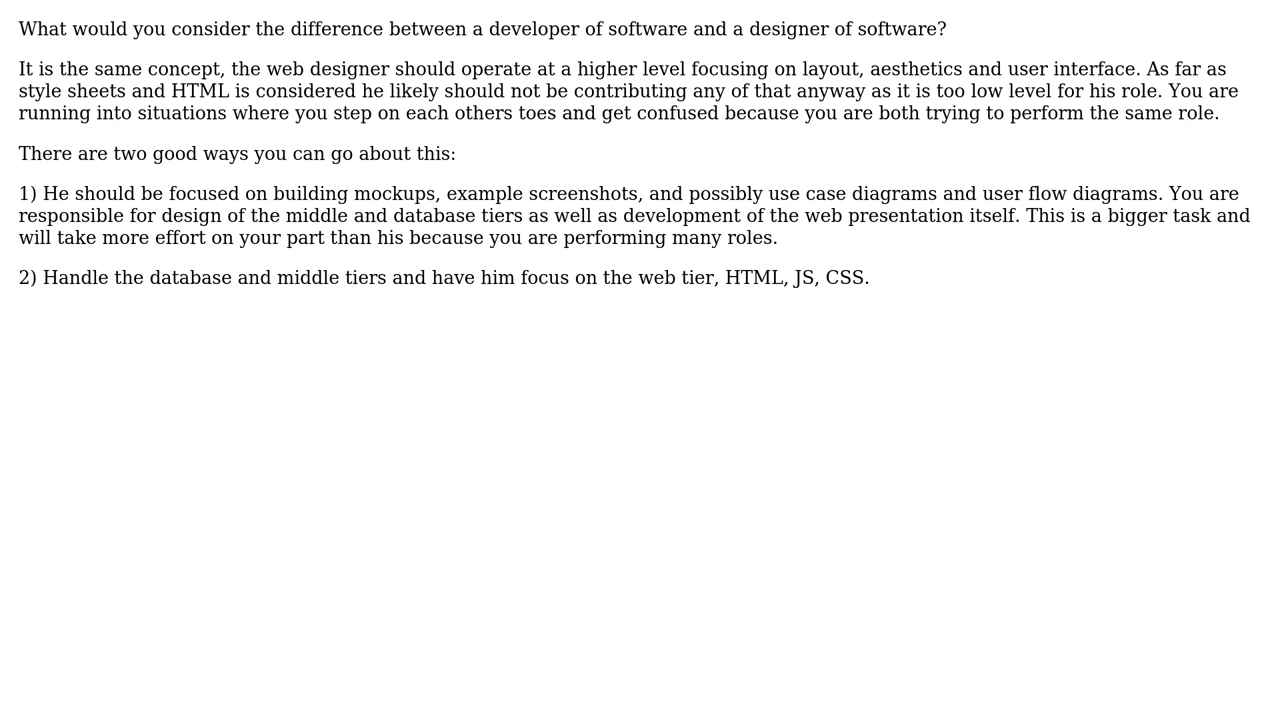 What would you consider the difference between a developer of software and a designer of software?
It is the same concept, the web designer should operate at a higher level focusing on layout, aesthetics and user interface. As far as
style sheets and HTML is considered he likely should not be contributing any of that anyway as it is too low level for his role. You are
running into situations where you step on each others toes and get confused because you are both trying to perform the same role.
There are two good ways you can go about this:
1) He should be focused on building mockups, example screenshots, and possibly use case diagrams and user flow diagrams. You are
responsible for design of the middle and database tiers as well as development of the web presentation itself. This is a bigger task and
will take more effort on your part than his because you are performing many roles.
2) Handle the database and middle tiers and have him focus on the web tier, HTML, JS, CSS.